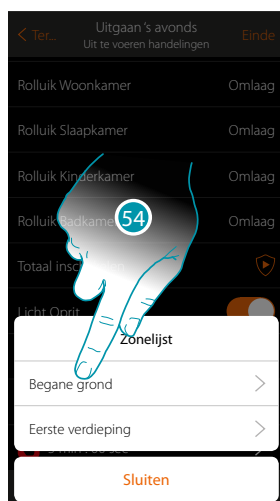 Ter...
Uitgaan 's avonds
Einde
Uit te voeren handelingen
Rolluik Woonkamer Omlaag
Rolluik Slaapkamer Omlaag
Rolluik Kinderkamer Omlaag
Rolluik Badkame Omlaag
54
Totaal insch
Licht Oprit
Zonelijst
Begane grond
Eerste verdieping
Sluiten